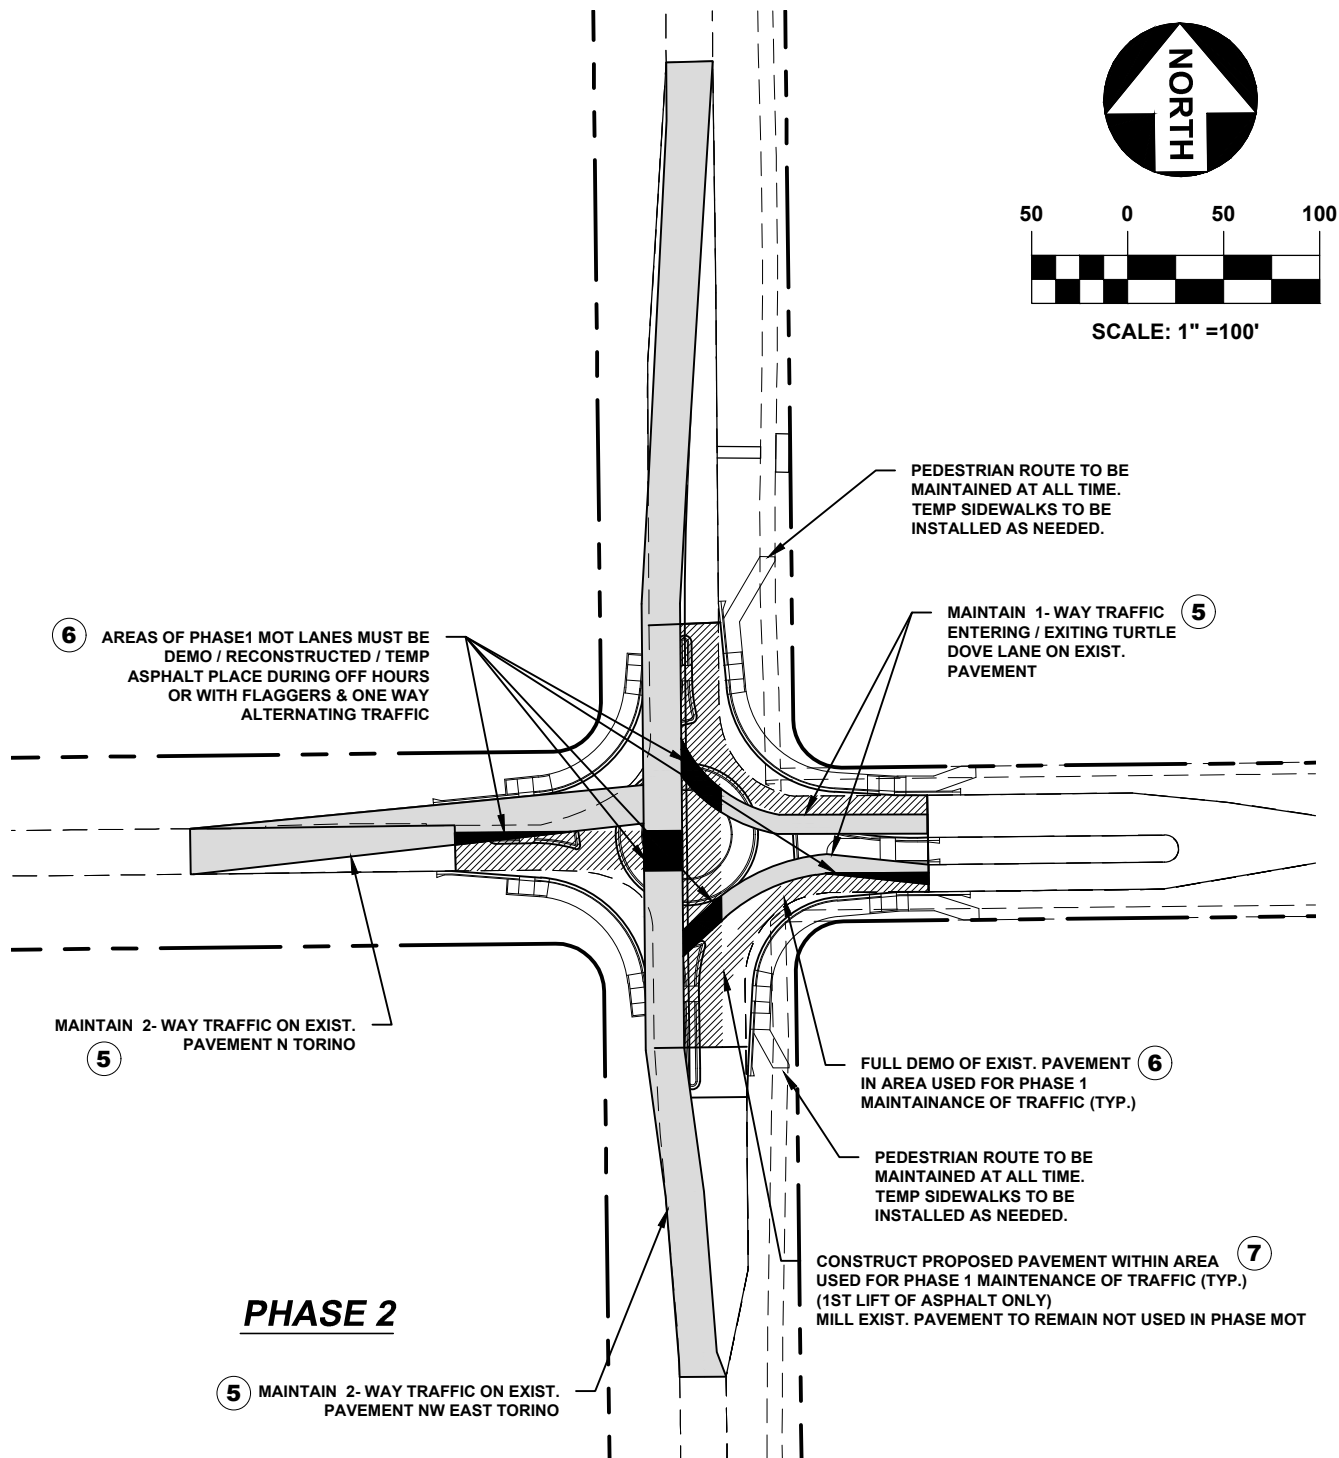 NORTH
50 0 50 100
SCALE: 1" =100'
PEDESTRIAN ROUTE TO BE
MAINTAINED AT ALL TIME.
TEMP SIDEWALKS TO BE
INSTALLED AS NEEDED.
6 AREAS OF PHASE1 MOT LANES MUST BE
DEMO / RECONSTRUCTED / TEMP
ASPHALT PLACE DURING OFF HOURS
OR WITH FLAGGERS & ONE WAY
ALTERNATING TRAFFIC
MAINTAIN 1- WAY TRAFFIC 5
ENTERING / EXITING TURTLE
DOVE LANE ON EXIST.
PAVEMENT
MAINTAIN 2- WAY TRAFFIC ON EXIST.
PAVEMENT N TORINO
5
FULL DEMO OF EXIST. PAVEMENT 6
IN AREA USED FOR PHASE 1
MAINTAINANCE OF TRAFFIC (TYP.)
PEDESTRIAN ROUTE TO BE
MAINTAINED AT ALL TIME.
TEMP SIDEWALKS TO BE
INSTALLED AS NEEDED.
CONSTRUCT PROPOSED PAVEMENT WITHIN AREA 7
USED FOR PHASE 1 MAINTENANCE OF TRAFFIC (TYP.)
(1ST LIFT OF ASPHALT ONLY)
MILL EXIST. PAVEMENT TO REMAIN NOT USED IN PHASE MOT
PHASE 2
5 MAINTAIN 2- WAY TRAFFIC ON EXIST.
PAVEMENT NW EAST TORINO